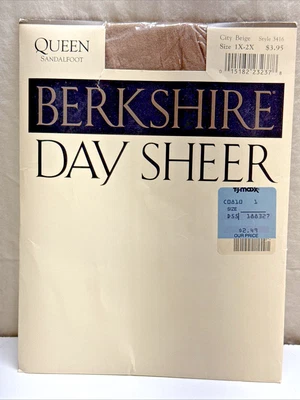 QUEEN
SANDALFOOT
City Beige Style 5416
Size 1X-2X $3.95
BERKSHIRE
DAY SHEER
T.J.maxx
SIZE
$2.99
OUR PRICE